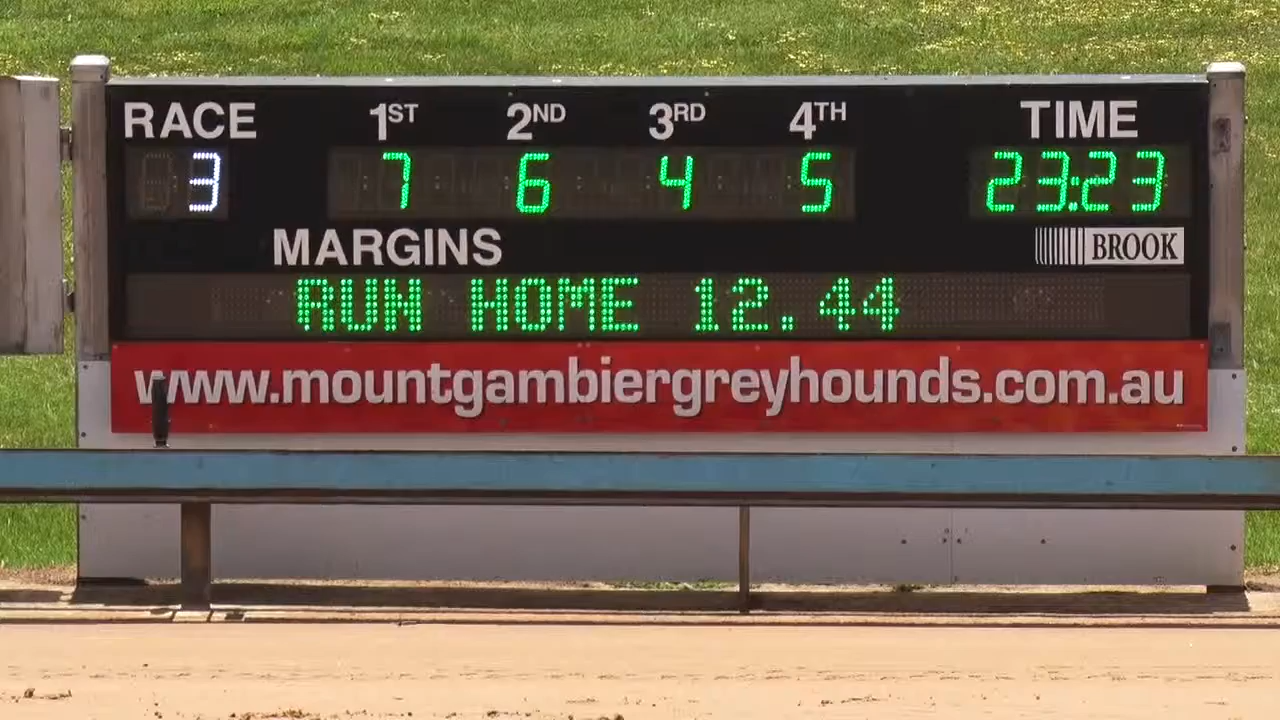 RACE 1ST 2ND 3RD 4TH TIME
3 7 6 4 5 23:23
MARGINS BROOK
RUN HOME 12.44
www.mountgambiergreyhounds.com.au